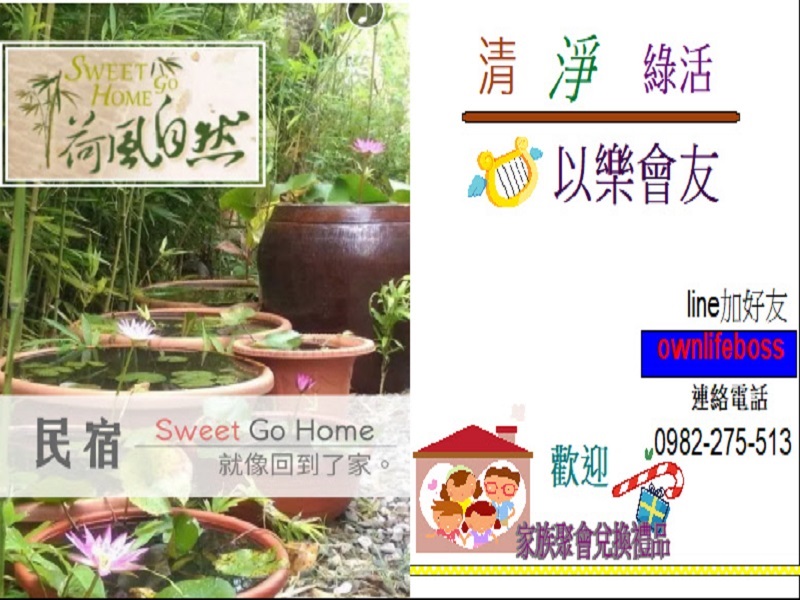 SWEET GO
HOME
荷風自然
民宿
Sweet Go Home
就像回到了家。
清 淨 綠活
以樂會友
line加好友
ownlifeboss
連絡電話
0982-275-513
歡迎
家族聚會兌換禮品